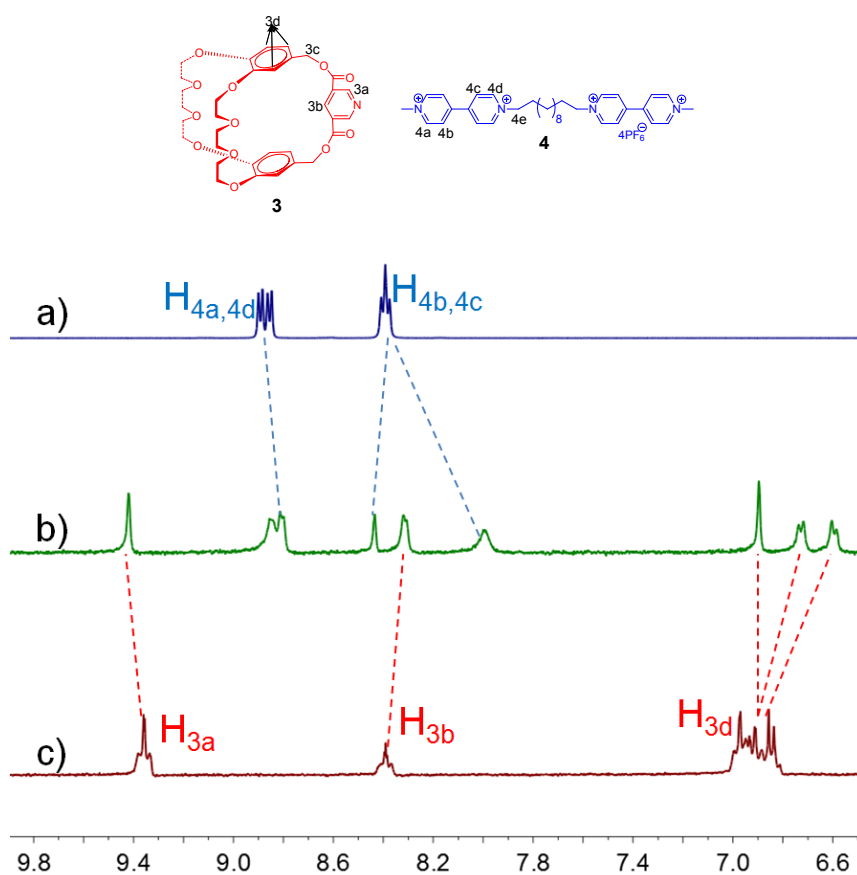 3d
3c
O
O
O
O
3a
O
O
3b
N
O
O
O
O
O
O
O
O
3
4c 4d
N+
N+
8
N+
N+
4a 4b
4e
4
4PF6⊖
a)
H4a,4d
H4b,4c
b)
c)
H3a
H3b
H3d
9.8 9.4 9.0 8.6 8.2 7.8 7.4 7.0 6.6